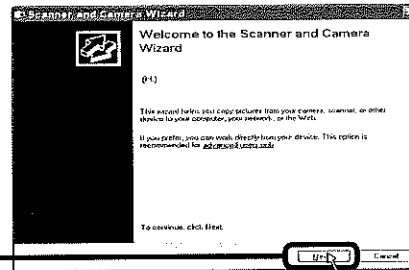 Scanner and Camera Wizard
Welcome to the Scanner and Camera
Wizard
This wizard helps you copy pictures from your camera, scanner, or other
device to your computer, your network, or the Web.
If you prefer, you can work directly from your device. This option is
recommended for advanced users only.
To continue, click Next.
Next
Cancel